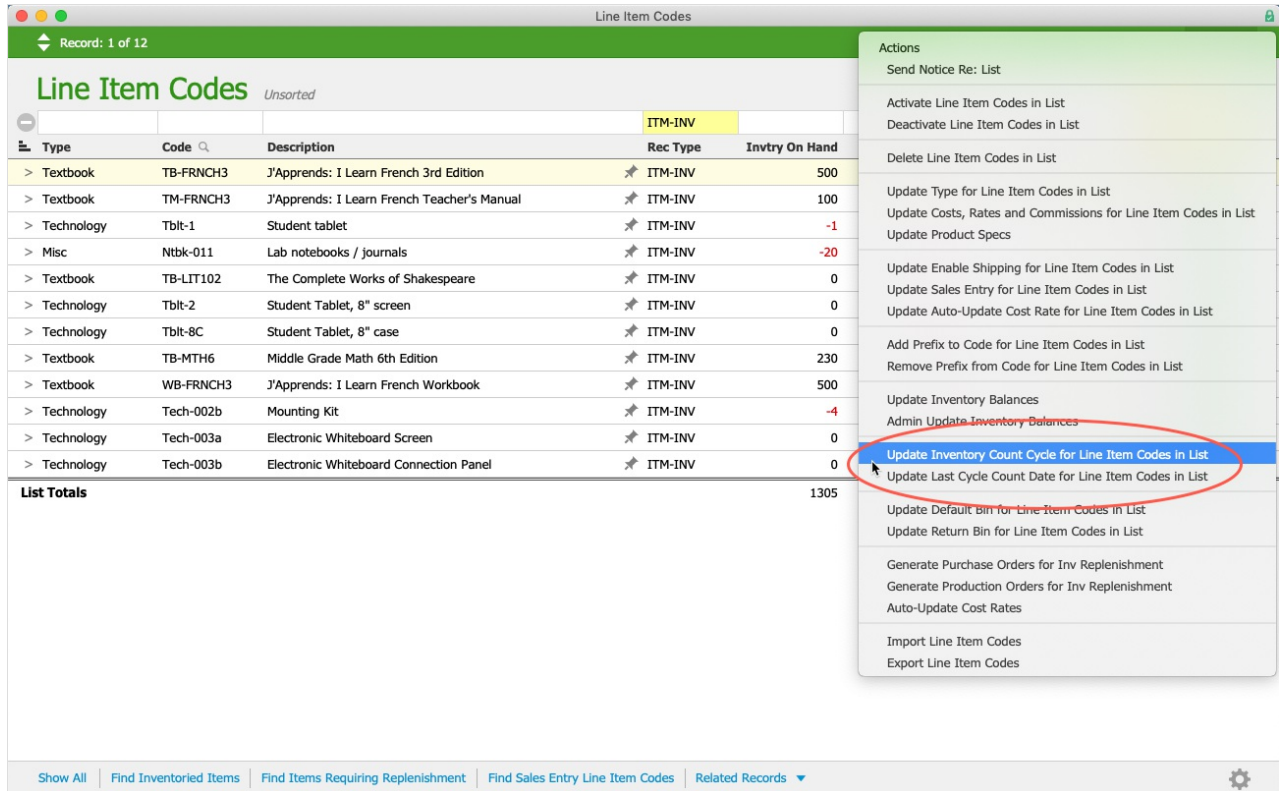 Line Item Codes
Record: 1 of 12
Line Item Codes Unsorted
ITM-INV
Type Code Description Rec Type Invtry On Hand
> Textbook TB-FRNCH3 J'Apprends: I Learn French 3rd Edition ITM-INV 500
> Textbook TM-FRNCH3 J'Apprends: I Learn French Teacher's Manual ITM-INV 100
> Technology Tblt-1 Student tablet ITM-INV -1
> Misc Ntbk-011 Lab notebooks / journals ITM-INV -20
> Textbook TB-LIT102 The Complete Works of Shakespeare ITM-INV 0
> Technology Tblt-2 Student Tablet, 8" screen ITM-INV 0
> Technology Tblt-8C Student Tablet, 8" case ITM-INV 0
> Textbook TB-MTH6 Middle Grade Math 6th Edition ITM-INV 230
> Textbook WB-FRNCH3 J'Apprends: I Learn French Workbook ITM-INV 500
> Technology Tech-002b Mounting Kit ITM-INV -4
> Technology Tech-003a Electronic Whiteboard Screen ITM-INV 0
> Technology Tech-003b Electronic Whiteboard Connection Panel ITM-INV 0
List Totals 1305
Actions
Send Notice Re: List
Activate Line Item Codes in List
Deactivate Line Item Codes in List
Delete Line Item Codes in List
Update Type for Line Item Codes in List
Update Costs, Rates and Commissions for Line Item Codes in List
Update Product Specs
Update Enable Shipping for Line Item Codes in List
Update Sales Entry for Line Item Codes in List
Update Auto-Update Cost Rate for Line Item Codes in List
Add Prefix to Code for Line Item Codes in List
Remove Prefix from Code for Line Item Codes in List
Update Inventory Balances
Admin Update Inventory Balances
Update Inventory Count Cycle for Line Item Codes in List
Update Last Cycle Count Date for Line Item Codes in List
Update Default Bin for Line Item Codes in List
Update Return Bin for Line Item Codes in List
Generate Purchase Orders for Inv Replenishment
Generate Production Orders for Inv Replenishment
Auto-Update Cost Rates
Import Line Item Codes
Export Line Item Codes
Show All Find Inventoried Items Find Items Requiring Replenishment Find Sales Entry Line Item Codes Related Records